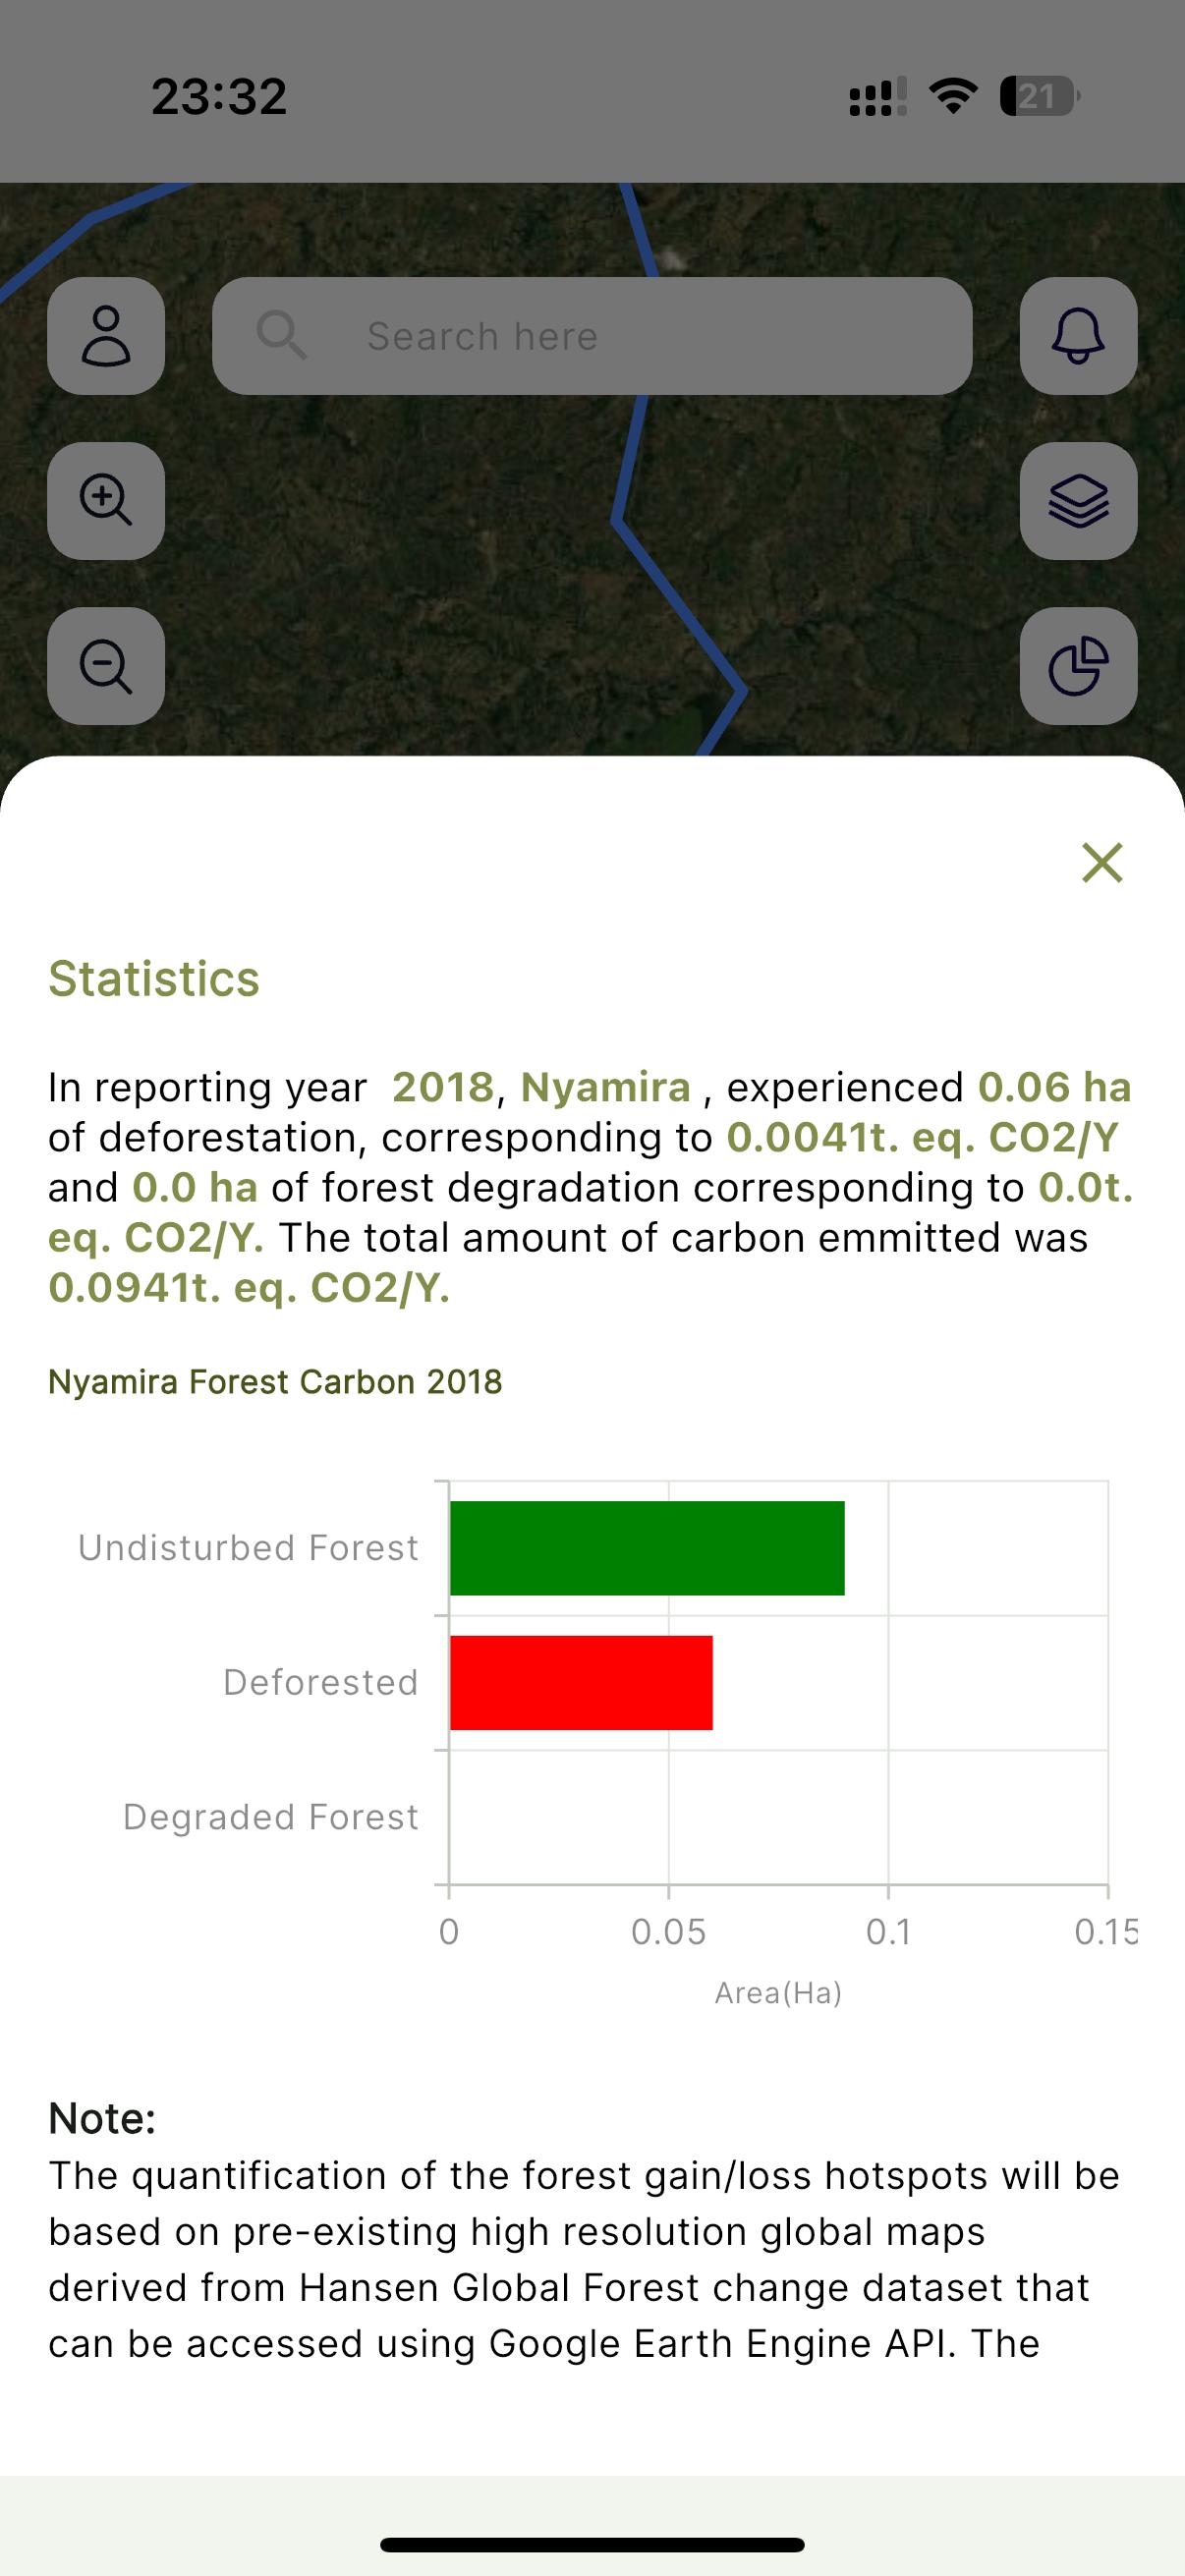 23:32
21
Search here
Statistics
In reporting year 2018, Nyamira , experienced 0.06 ha
of deforestation, corresponding to 0.0041t. eq. CO2/Y
and 0.0 ha of forest degradation corresponding to 0.0t.
eq. CO2/Y. The total amount of carbon emmitted was
0.0941t. eq. CO2/Y.
Nyamira Forest Carbon 2018
Undisturbed Forest
Deforested
Degraded Forest
0 0.05 0.1 0.15
Area(Ha)
Note:
The quantification of the forest gain/loss hotspots will be
based on pre-existing high resolution global maps
derived from Hansen Global Forest change dataset that
can be accessed using Google Earth Engine API. The